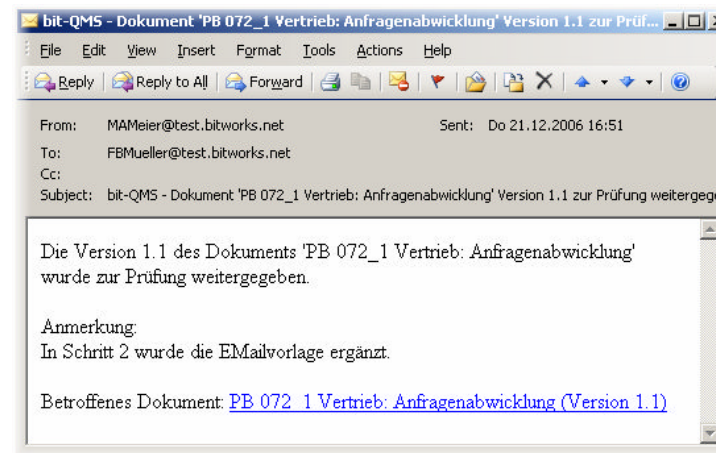 bit-QMS - Dokument 'PB 072_1 Vertrieb: Anfragenabwicklung' Version 1.1 zur Prüf...
File Edit View Insert Format Tools Actions Help
Reply Reply to All Forward
From: MAMeier@test.bitworks.net Sent: Do 21.12.2006 16:51
To: FBMueller@test.bitworks.net
Cc:
Subject: bit-QMS - Dokument 'PB 072_1 Vertrieb: Anfragenabwicklung' Version 1.1 zur Prüfung weitergege
Die Version 1.1 des Dokuments 'PB 072_1 Vertrieb: Anfragenabwicklung'
wurde zur Prüfung weitergegeben.
Anmerkung:
In Schritt 2 wurde die EMailvorlage ergänzt.
Betroffenes Dokument: PB 072_1 Vertrieb: Anfragenabwicklung (Version 1.1)